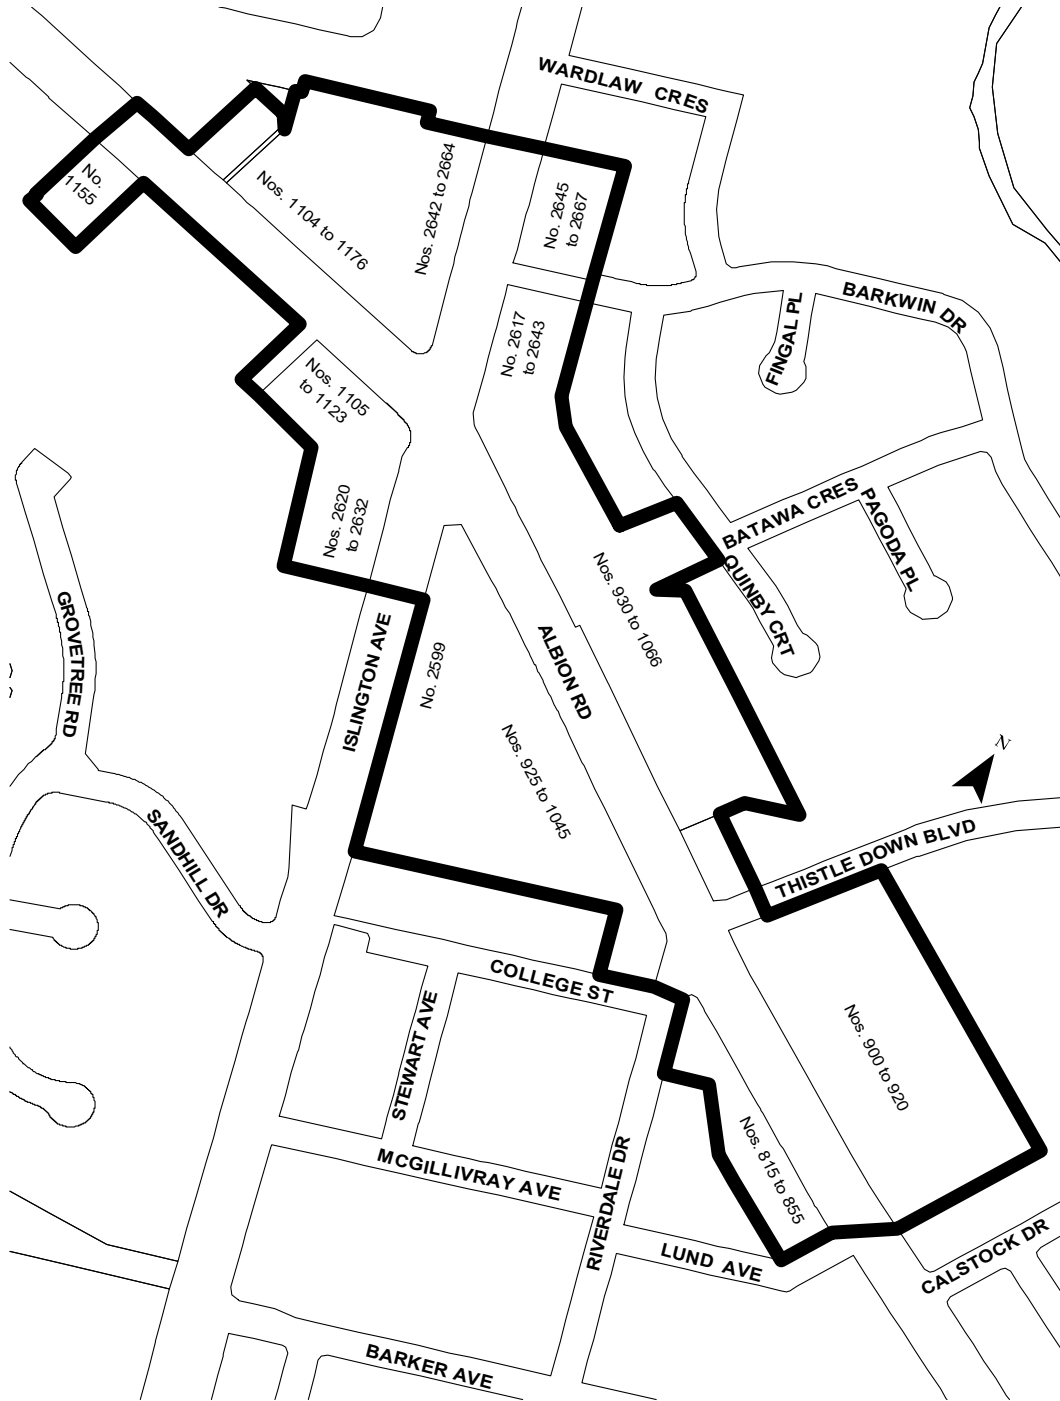 WARDLAW CRES
No.
1155
Nos. 1104 to 1176
Nos. 2642 to 2664
No. 2645
to 2667
BARKWIN DR
FINGAL PL
No. 2617
to 2643
Nos. 1105
to 1123
Nos. 2620
to 2632
BATAWA CRES
PAGODA PL
QUINBY CRT
Nos. 930 to 1066
GROVETREE RD
ISLINGTON AVE
No. 2599
ALBION RD
Nos. 925 to 1045
N
SANDHILL DR
THISTLE DOWN BLVD
COLLEGE ST
STEWART AVE
Nos. 900 to 920
MCGILLIVRAY AVE
RIVERDALE DR
Nos. 815 to 855
LUND AVE
CALSTOCK DR
BARKER AVE